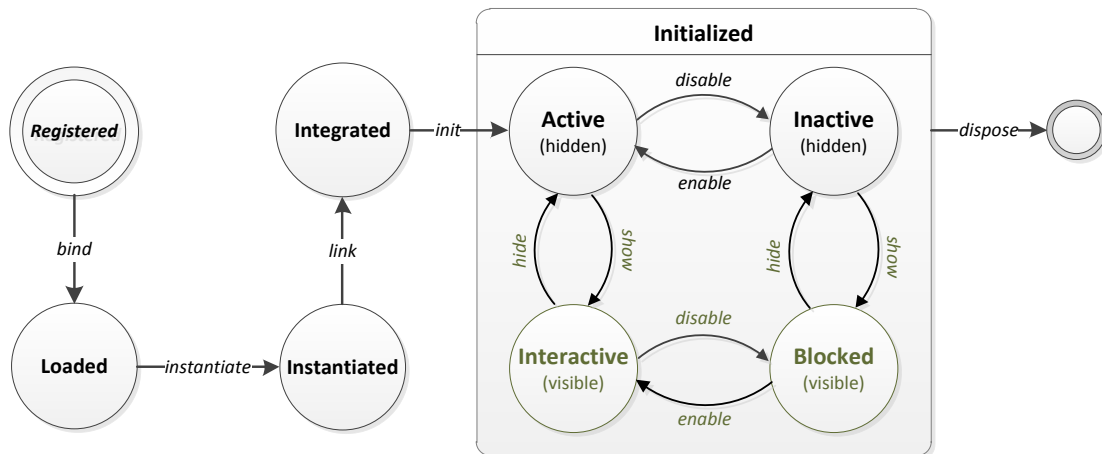 Initialized
Registered
Integrated
init
Active
(hidden)
disable
enable
Inactive
(hidden)
dispose
bind
link
hide
show
hide
show
Loaded
instantiate
Instantiated
Interactive
(visible)
disable
enable
Blocked
(visible)